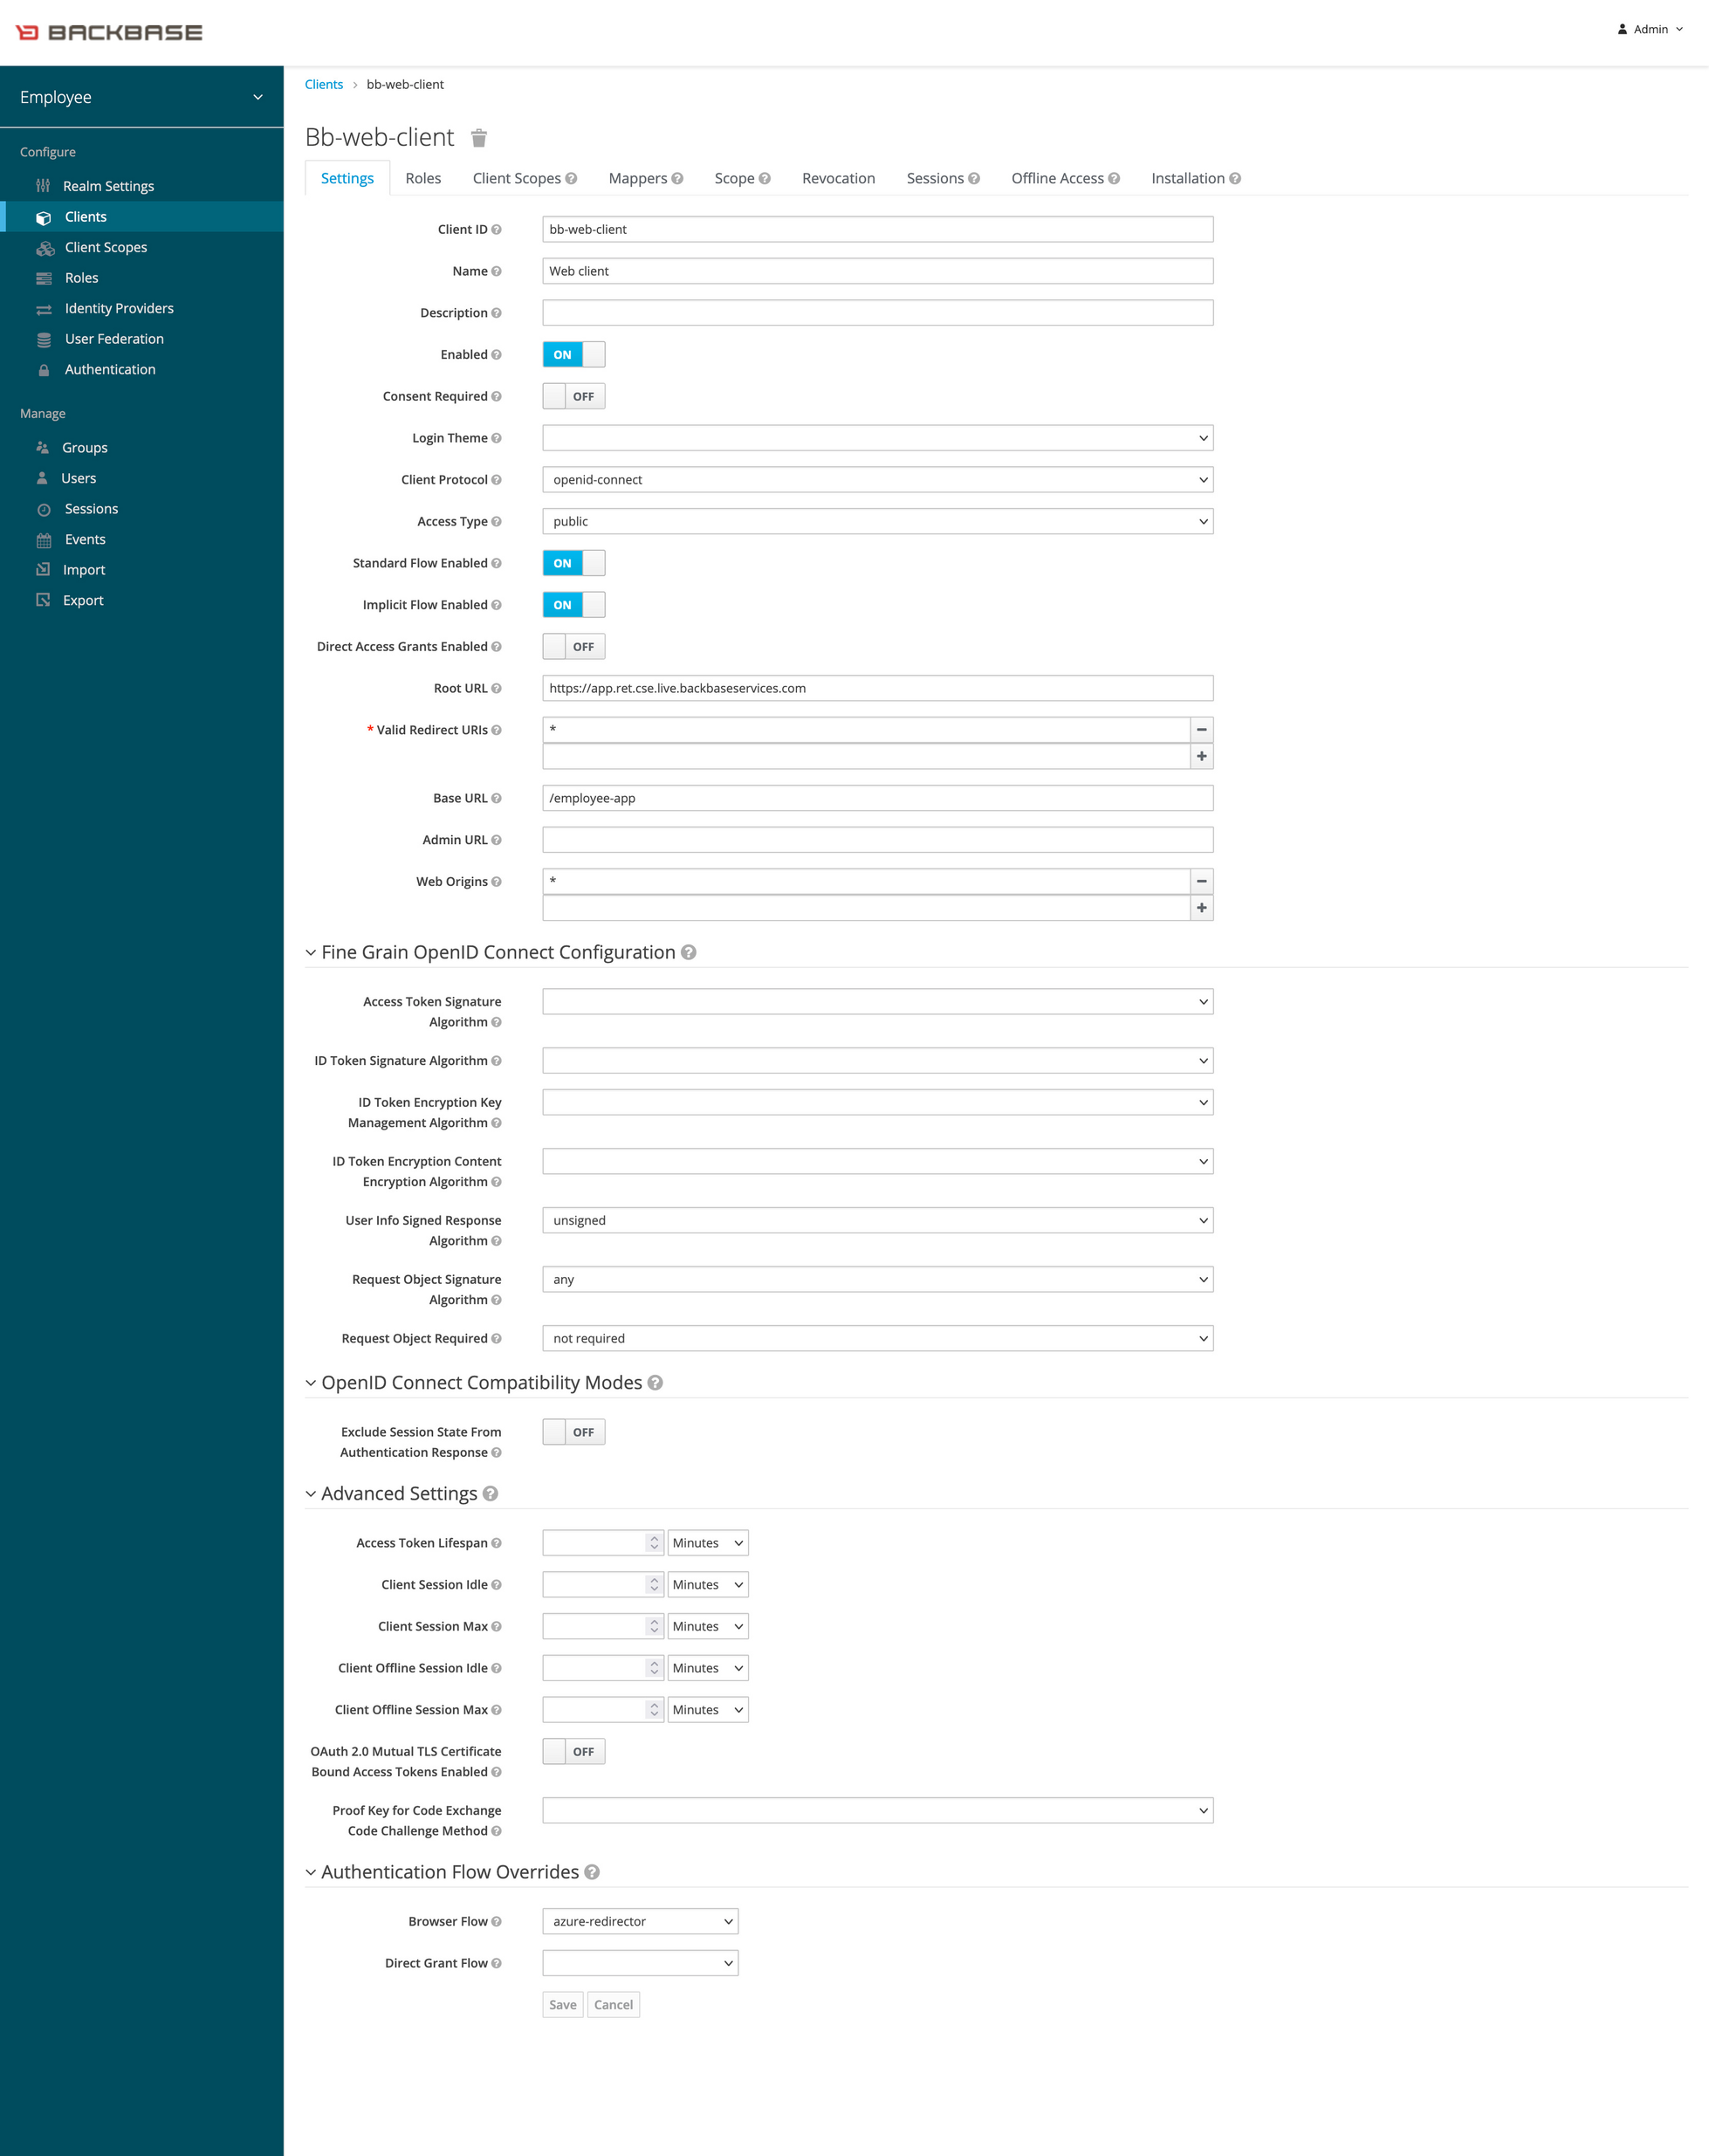 BACKBASE
Admin
Employee
Configure
Realm Settings
Clients
Client Scopes
Roles
Identity Providers
User Federation
Authentication
Manage
Groups
Users
Sessions
Events
Import
Export
Clients > bb-web-client
Bb-web-client
Settings Roles Client Scopes Mappers Scope Revocation Sessions Offline Access Installation
Client ID bb-web-client
Name Web client
Description
Enabled ON
Consent Required OFF
Login Theme
Client Protocol openid-connect
Access Type public
Standard Flow Enabled ON
Implicit Flow Enabled ON
Direct Access Grants Enabled OFF
Root URL https://app.ret.cse.live.backbaseservices.com
* Valid Redirect URIs *
Base URL /employee-app
Admin URL
Web Origins *
Fine Grain OpenID Connect Configuration
Access Token Signature
Algorithm
ID Token Signature Algorithm
ID Token Encryption Key
Management Algorithm
ID Token Encryption Content
Encryption Algorithm
User Info Signed Response unsigned
Algorithm
Request Object Signature any
Algorithm
Request Object Required not required
OpenID Connect Compatibility Modes
Exclude Session State From OFF
Authentication Response
Advanced Settings
Access Token Lifespan Minutes
Client Session Idle Minutes
Client Session Max Minutes
Client Offline Session Idle Minutes
Client Offline Session Max Minutes
OAuth 2.0 Mutual TLS Certificate OFF
Bound Access Tokens Enabled
Proof Key for Code Exchange
Code Challenge Method
Authentication Flow Overrides
Browser Flow azure-redirector
Direct Grant Flow
Save Cancel